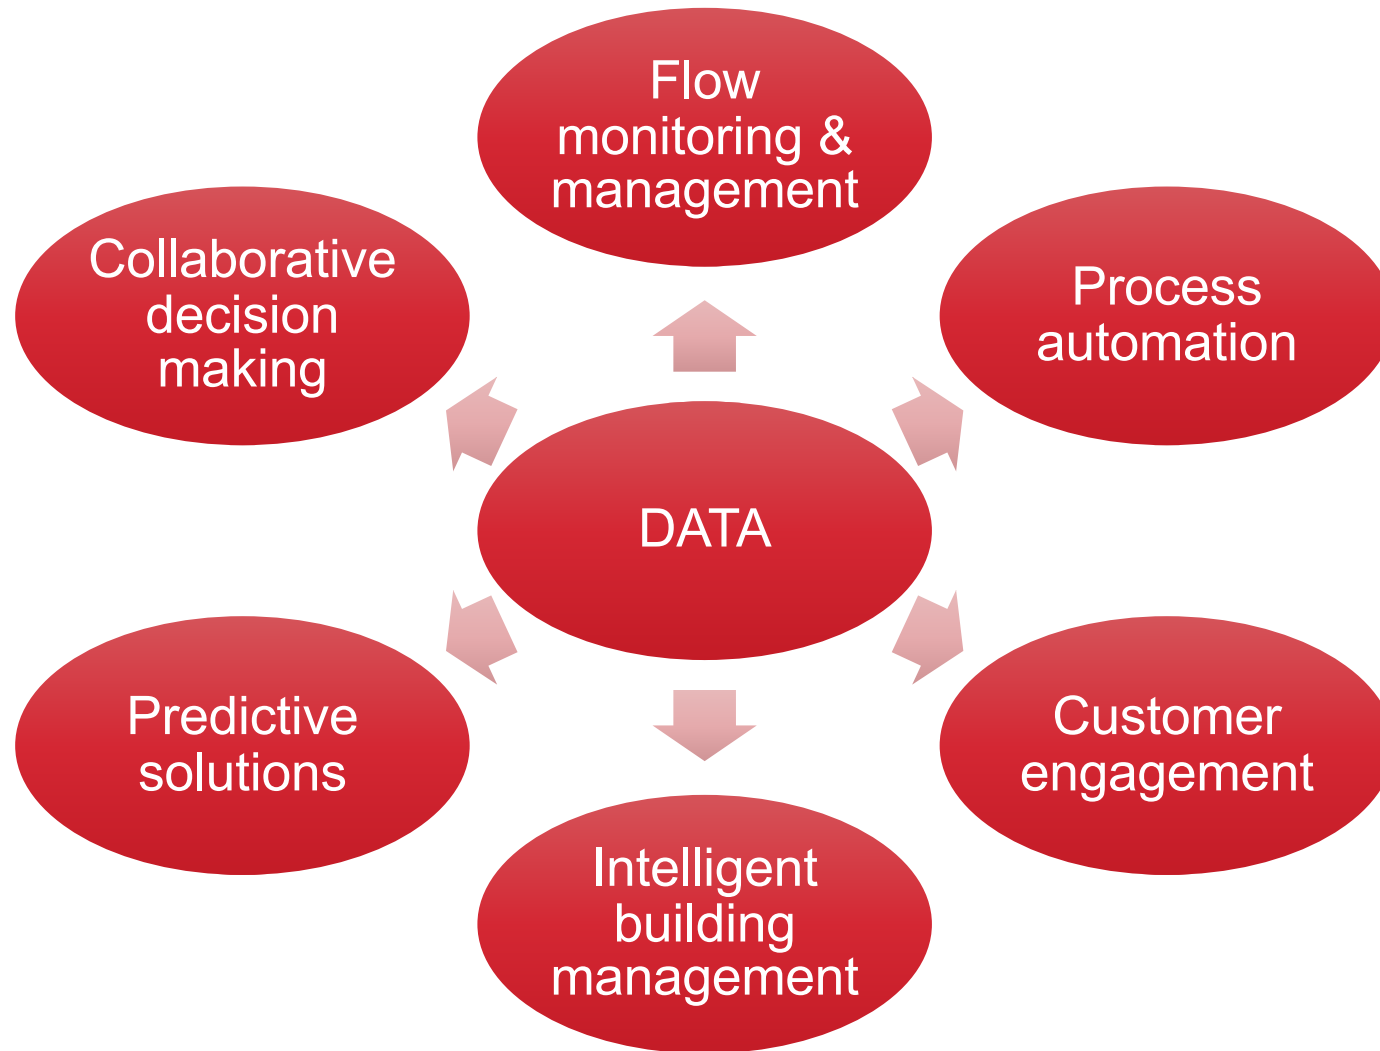 Flow
monitoring &
management
Process
automation
Customer
engagement
Intelligent
building
management
Predictive
solutions
Collaborative
decision
making
DATA